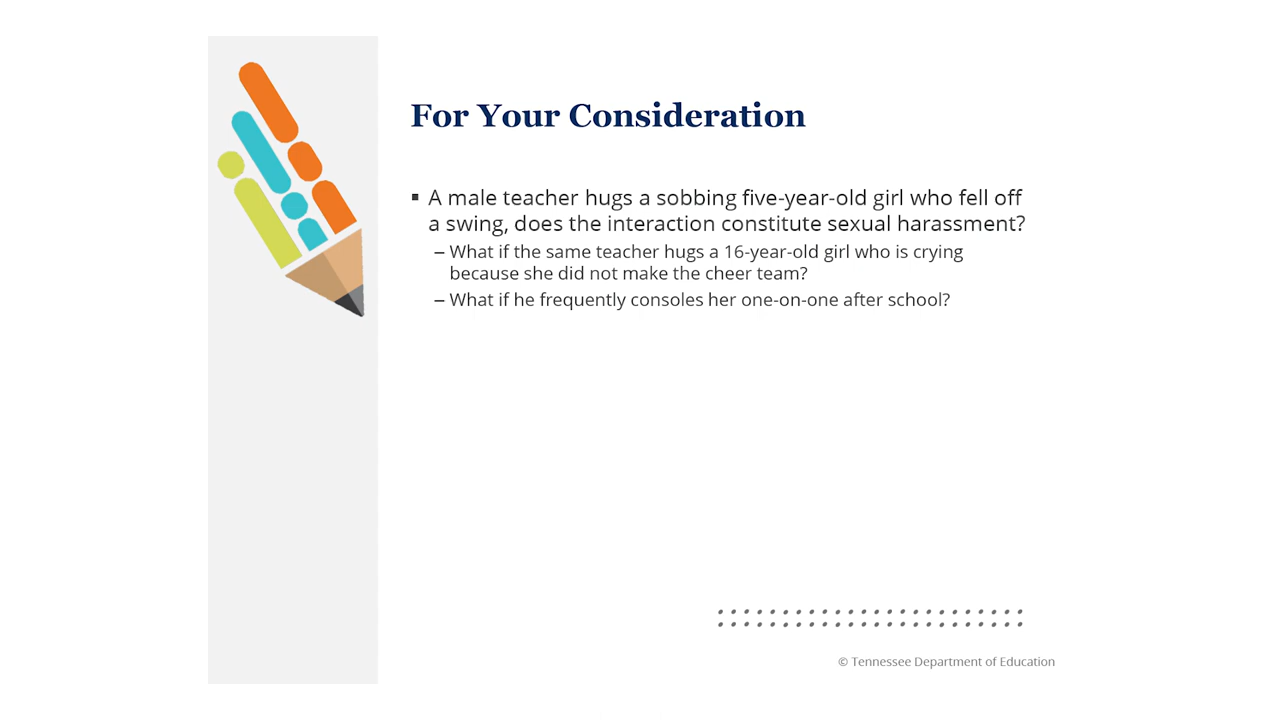 For Your Consideration
▪ A male teacher hugs a sobbing five-year-old girl who fell off
a swing, does the interaction constitute sexual harassment?
– What if the same teacher hugs a 16-year-old girl who is crying
because she did not make the cheer team?
– What if he frequently consoles her one-on-one after school?
© Tennessee Department of Education